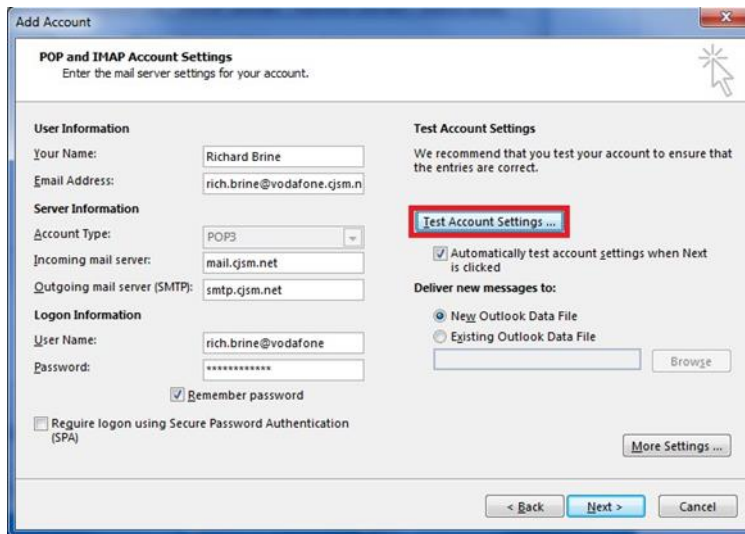 Add Account
POP and IMAP Account Settings
Enter the mail server settings for your account.
User Information
Your Name: Richard Brine
Email Address: rich.brine@vodafone.cjsm.n
Server Information
Account Type: POP3
Incoming mail server: mail.cjsm.net
Outgoing mail server (SMTP): smtp.cjsm.net
Logon Information
User Name: rich.brine@vodafone
Password: ************
Remember password
Require logon using Secure Password Authentication
(SPA)
Test Account Settings
We recommend that you test your account to ensure that
the entries are correct.
Test Account Settings ...
Automatically test account settings when Next
is clicked
Deliver new messages to:
New Outlook Data File
Existing Outlook Data File
Browse
More Settings ...
< Back
Next >
Cancel